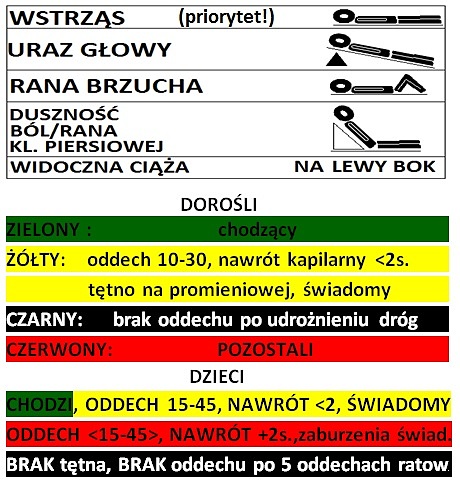 WSTRZĄS (priorytet!)
URAZ GŁOWY
RANA BRZUCHA
DUSZNOŚĆ
BÓL/RANA
KL. PIERSIOWEJ
WIDOCZNA CIĄŻA NA LEWY BOK
DOROŚLI
ZIELONY : chodzący
ŻÓŁTY: oddech 10-30, nawrót kapilarny <2s.
tętno na promieniowej, świadomy
CZARNY: brak oddechu po udrożnieniu dróg
CZERWONY: POZOSTALI
DZIECI
CHODZI, ODDECH 15-45, NAWRÓT <2, ŚWIADOMY
ODDECH <15-45>, NAWRÓT +2s.,zaburzenia świad.
BRAK tętna, BRAK oddechu po 5 oddechach ratow.